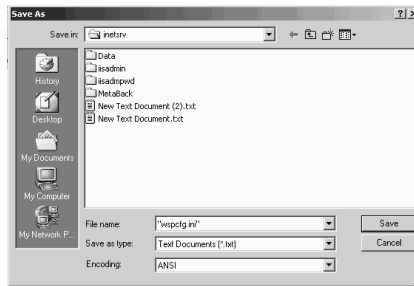 Save As
Save in:
inetsrv
History
Desktop
My Documents
My Computer
My Network P...
Data
iisadmin
iisadmpwd
MetaBack
New Text Document (2).txt
New Text Document.txt
File name:
"wspcfg.ini"
Save
Save as type:
Text Documents (*.txt)
Cancel
Encoding:
ANSI